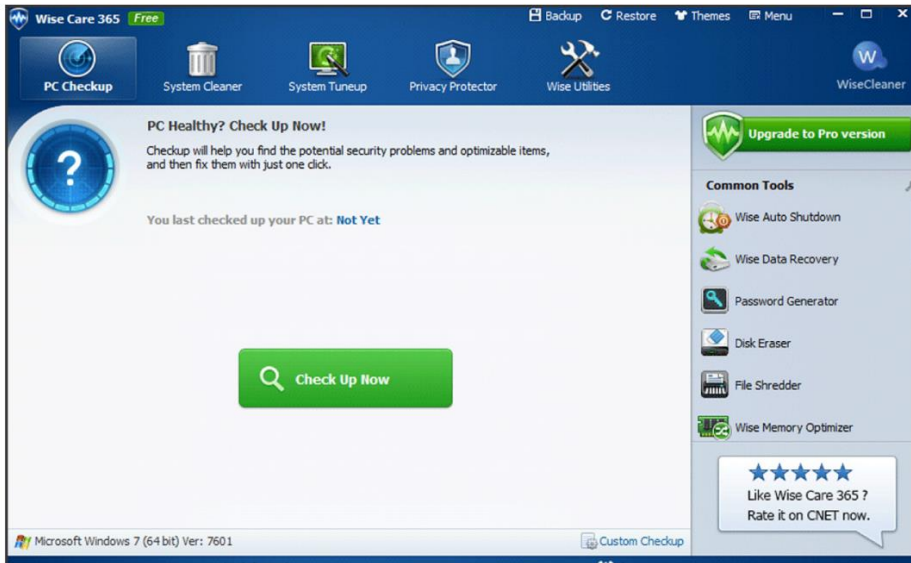 Wise Care 365 Free
Backup Restore Themes Menu
PC Checkup System Cleaner System Tuneup Privacy Protector Wise Utilities
W
WiseCleaner
?
PC Healthy? Check Up Now!
Checkup will help you find the potential security problems and optimizable items,
and then fix them with just one click.
You last checked up your PC at: Not Yet
Check Up Now
Upgrade to Pro version
Common Tools
Wise Auto Shutdown
Wise Data Recovery
Password Generator
Disk Eraser
File Shredder
Wise Memory Optimizer
Like Wise Care 365 ?
Rate it on CNET now.
Microsoft Windows 7 (64 bit) Ver: 7601
Custom Checkup